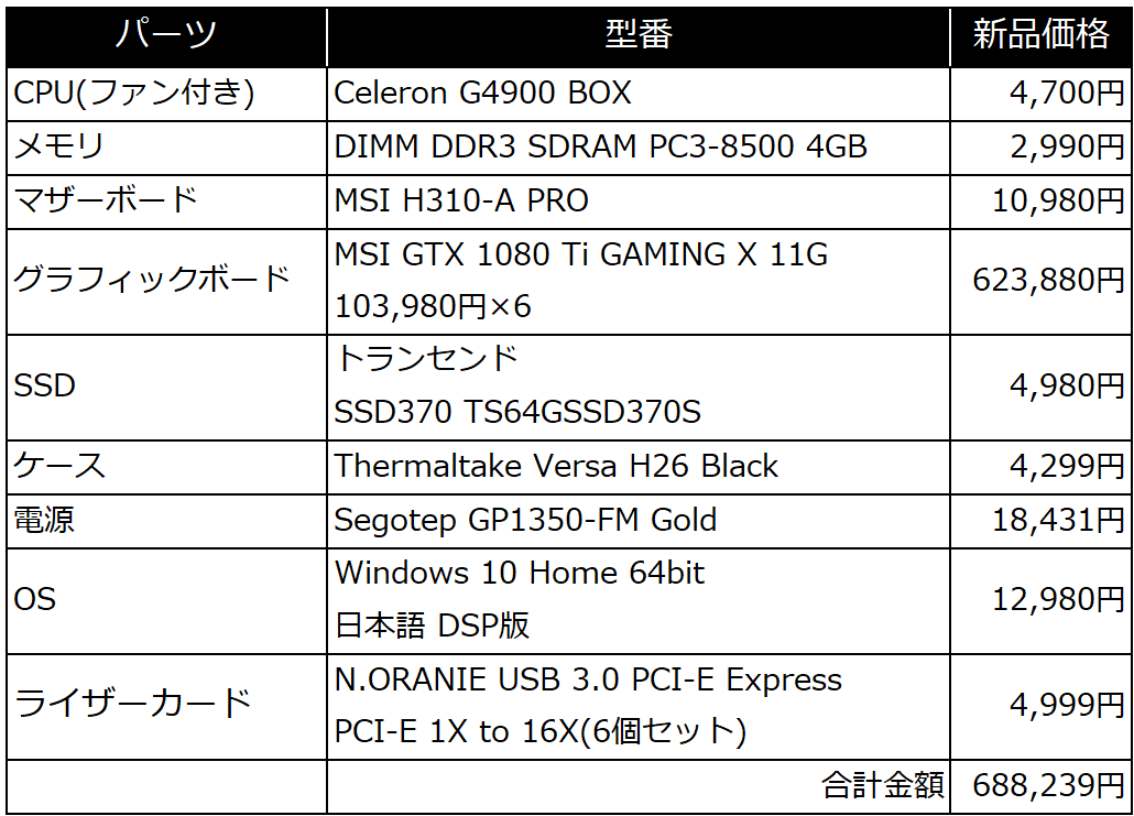 パーツ 型番 新品価格
CPU(ファン付き) Celeron G4900 BOX 4,700円
メモリ DIMM DDR3 SDRAM PC3-8500 4GB 2,990円
マザーボード MSI H310-A PRO 10,980円
グラフィックボード MSI GTX 1080 Ti GAMING X 11G 623,880円
103,980円×6
SSD トランセンド 4,980円
SSD370 TS64GSSD370S
ケース Thermaltake Versa H26 Black 4,299円
電源 Segotep GP1350-FM Gold 18,431円
OS Windows 10 Home 64bit 12,980円
日本語 DSP版
ライザーカード N.ORANIE USB 3.0 PCI-E Express 4,999円
PCI-E 1X to 16X(6個セット)
合計金額 688,239円